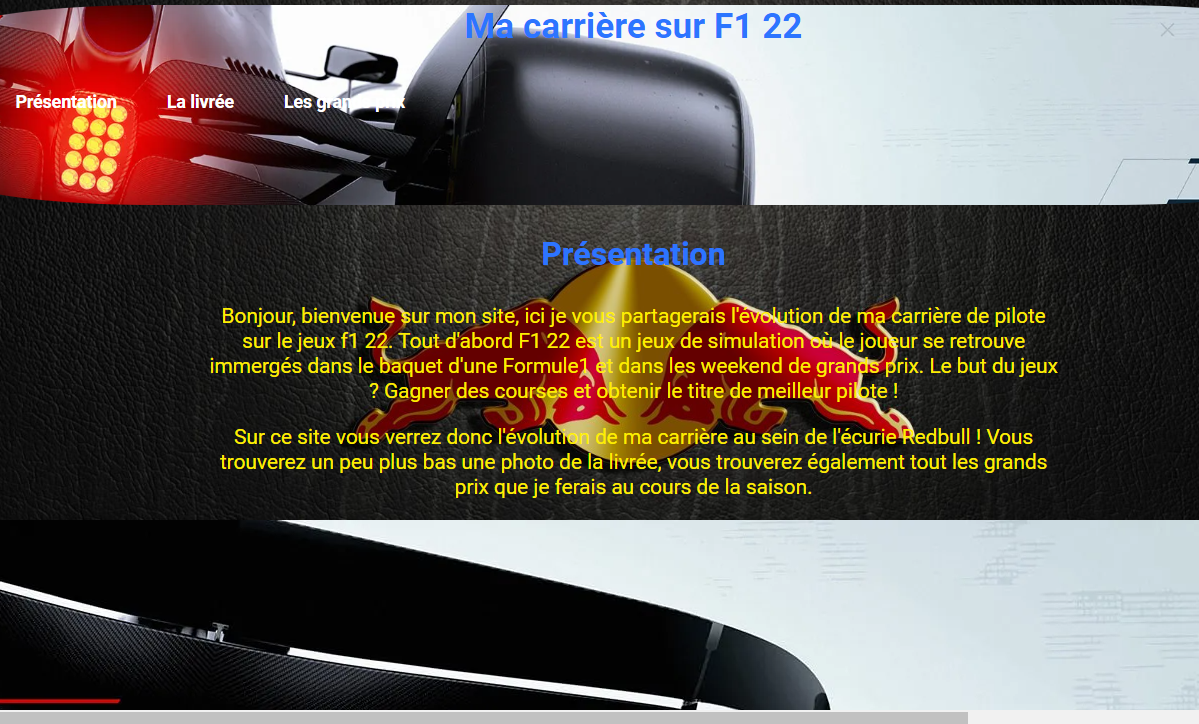 Ma carrière sur F1 22
Présentation La livrée Les grands prix
Présentation
Bonjour, bienvenue sur mon site, ici je vous partagerais l'évolution de ma carrière de pilote
sur le jeux f1 22. Tout d'abord F1 22 est un jeux de simulation où le joueur se retrouve
immergés dans le baquet d'une Formule1 et dans les weekend de grands prix. Le but du jeux
? Gagner des courses et obtenir le titre de meilleur pilote !
Sur ce site vous verrez donc l'évolution de ma carrière au sein de l'écurie Redbull ! Vous
trouverez un peu plus bas une photo de la livrée, vous trouverez également tout les grands
prix que je ferais au cours de la saison.